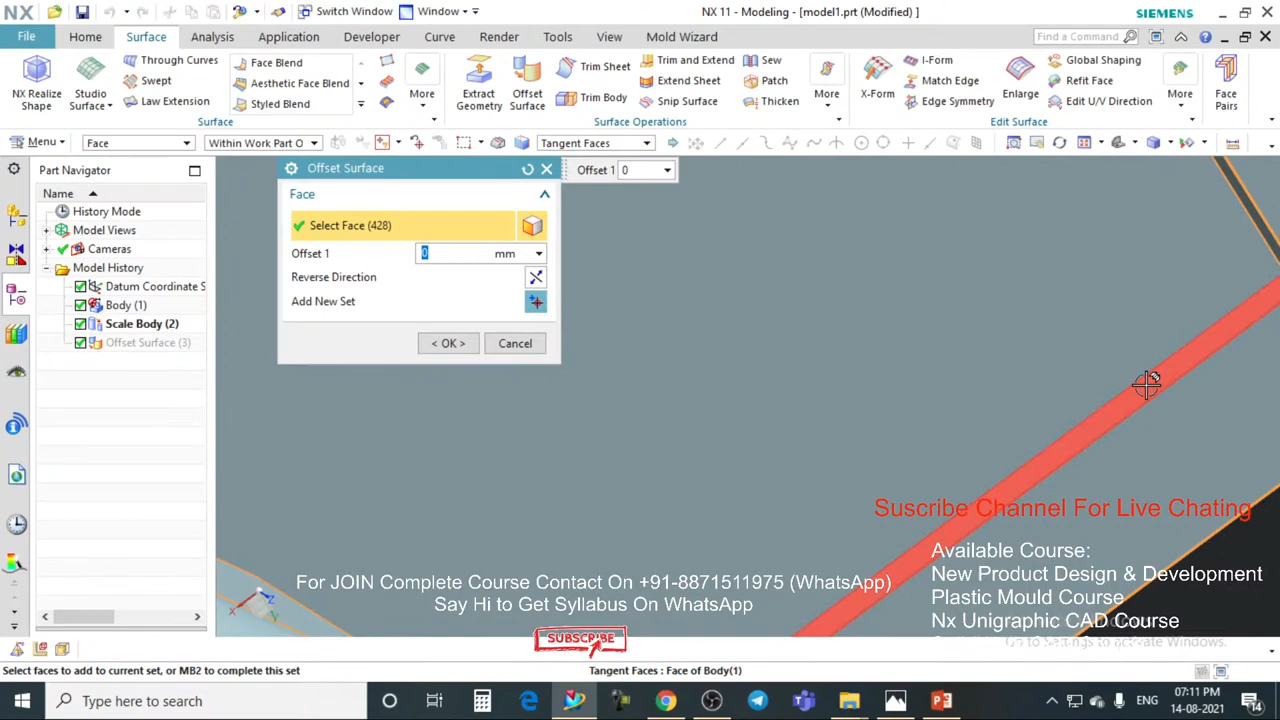 NX
Switch Window
Window
NX 11 - Modeling - [model1.prt (Modified) ]
SIEMENS
File
Home
Surface
Analysis
Application
Developer
Curve
Render
Tools
View
Mold Wizard
Find a Command
NX Realize
Shape
Studio
Surface
Through Curves
Swept
Law Extension
Face Blend
Aesthetic Face Blend
Styled Blend
More
Surface
Extract
Geometry
Offset
Surface
Trim Sheet
Trim Body
Trim and Extend
Extend Sheet
Snip Surface
Sew
Patch
Thicken
More
Surface Operations
X-Form
I-Form
Match Edge
Edge Symmetry
Enlarge
Global Shaping
Refit Face
Edit U/V Direction
More
Edit Surface
Face
Pairs
Menu
Face
Within Work Part O
Tangent Faces
Part Navigator
Name
History Mode
Model Views
Cameras
Model History
Datum Coordinate S
Body (1)
Scale Body (2)
Offset Surface (3)
Offset Surface
Face
Select Face (428)
Offset 1
0
mm
Reverse Direction
Add New Set
< OK >
Cancel
Offset 1
0
X
Y
Suscribe Channel For Live Chating
Available Course:
New Product Design & Development
Plastic Mould Course
Nx Unigraphic CAD Course
Go to Settings to activate Windows.
For JOIN Complete Course Contact On +91-8871511975 (WhatsApp)
Say Hi to Get Syllabus On WhatsApp
SUBSCRIBE
Select faces to add to current set, or MB2 to complete this set
Tangent Faces : Face of Body(1)
Type here to search
ENG
07:11 PM
14-08-2021
14